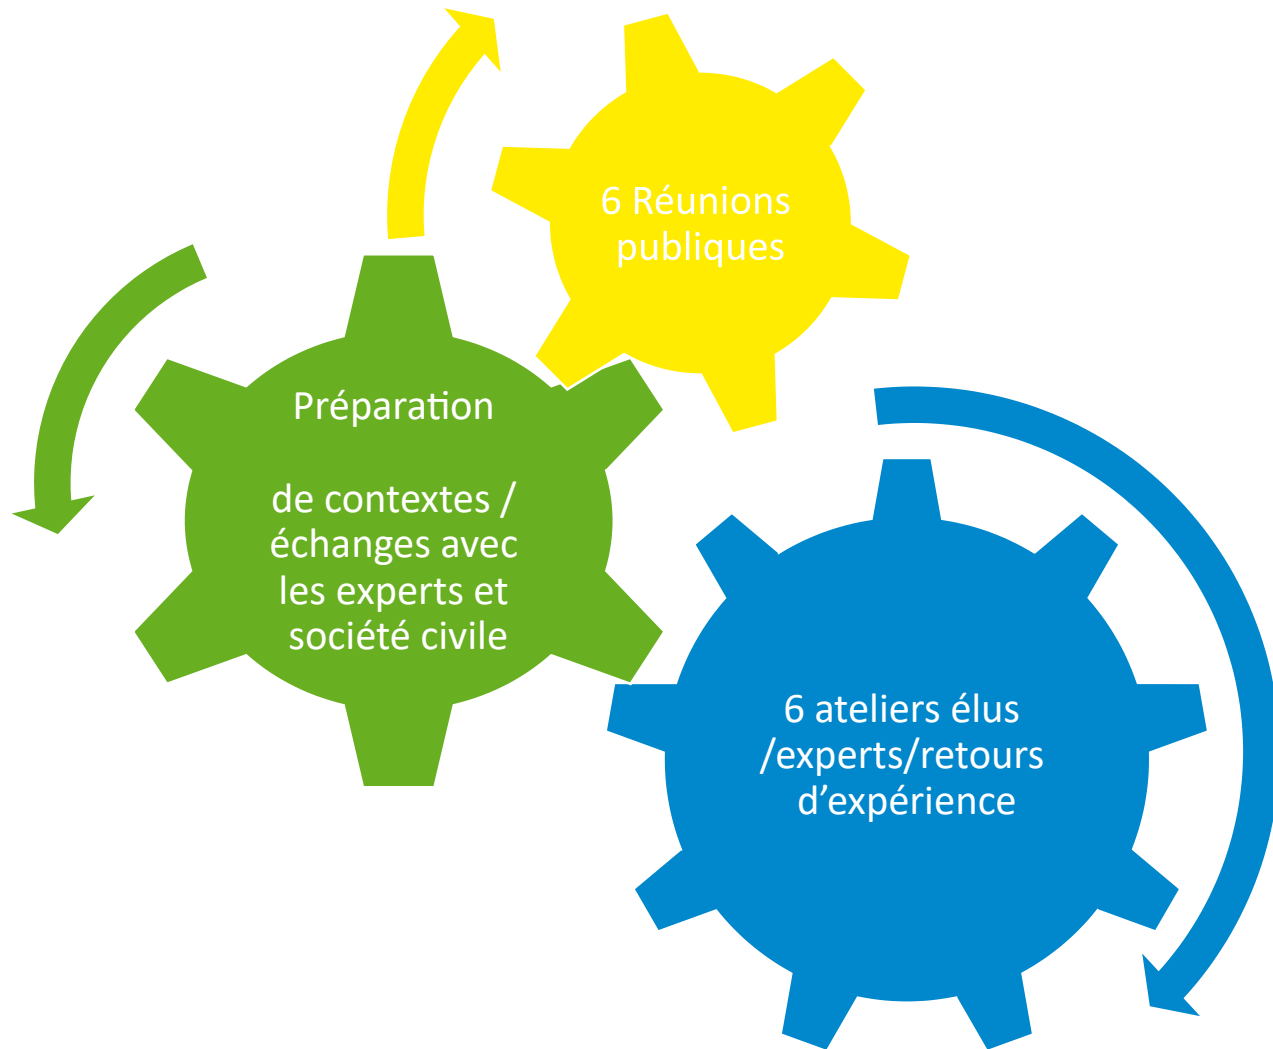 6 Réunions
publiques
Préparation
de contextes /
échanges avec
les experts et
société civile
6 ateliers élus
/experts/retours
d’expérience